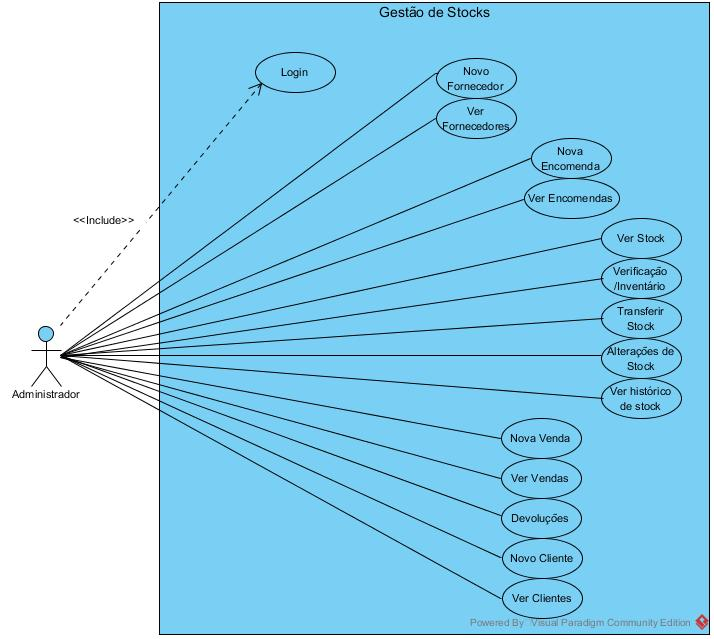 Gestão de Stocks
Login
Novo
Fornecedor
Ver
Fornecedores
Nova
Encomenda
Ver Encomendas
<<Include>>
Ver Stock
Verificação
/Inventário
Transferir
Stock
Alterações de
Stock
Administrador
Ver histórico
de stock
Nova Venda
Ver Vendas
Devoluções
Novo Cliente
Ver Clientes
Powered By Visual Paradigm Community Edition